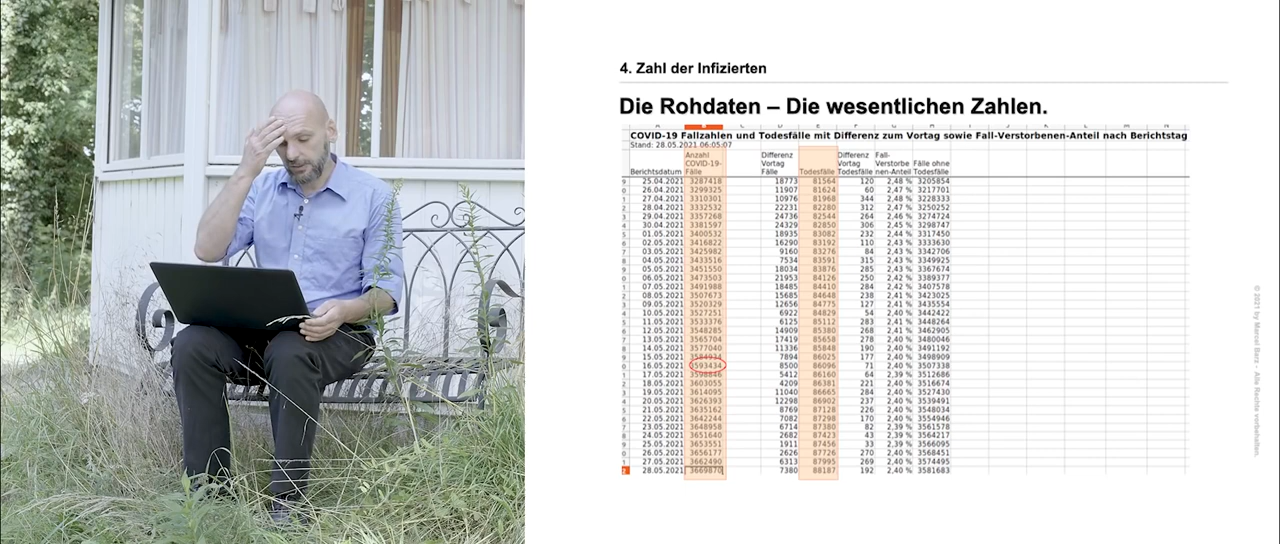 4. Zahl der Infizierten
Die Rohdaten – Die wesentlichen Zahlen.
COVID-19 Fallzahlen und Todesfälle mit Differenz zum Vortag sowie Fall-Verstorbenen-Anteil nach Berichtstag
Stand: 28.05.2021 06:05:07
Berichtsdatum Anzahl COVID-19-Fälle Differenz Vortag Fälle Todesfälle Differenz Vortag Todesfälle Fall-Verstorbenen-Anteil Fälle ohne Todesfälle
25.04.2021 3287418 18773 81564 120 2,48 % 3205854
26.04.2021 3299325 11907 81624 60 2,47 % 3217701
27.04.2021 3310301 10976 81968 344 2,48 % 3228333
28.04.2021 3332532 22231 82280 312 2,47 % 3250252
29.04.2021 3357268 24736 82544 264 2,46 % 3274724
30.04.2021 3381597 24329 82850 306 2,45 % 3298747
01.05.2021 3400532 18935 83082 232 2,44 % 3317450
02.05.2021 3416822 16290 83192 110 2,43 % 3333630
03.05.2021 3425982 9160 83276 84 2,43 % 3342706
04.05.2021 3433516 7534 83591 315 2,43 % 3349925
05.05.2021 3451550 18034 83876 285 2,43 % 3367674
06.05.2021 3473503 21953 84126 250 2,42 % 3389377
07.05.2021 3491988 18485 84410 284 2,42 % 3407578
08.05.2021 3507673 15685 84648 238 2,41 % 3423025
09.05.2021 3520329 12656 84775 127 2,41 % 3435554
10.05.2021 3527251 6922 84829 54 2,40 % 3442422
11.05.2021 3533376 6125 85112 283 2,41 % 3448264
12.05.2021 3548285 14909 85380 268 2,41 % 3462905
13.05.2021 3565704 17419 85658 278 2,40 % 3480046
14.05.2021 3577040 11336 85848 190 2,40 % 3491192
15.05.2021 7894 86025 177 2,40 % 3498909
16.05.2021 3593434 8500 86096 71 2,40 % 3507338
17.05.2021 3598846 5412 86160 64 2,39 % 3512686
18.05.2021 3603055 4209 86381 221 2,40 % 3516674
19.05.2021 3614095 11040 86665 284 2,40 % 3527430
20.05.2021 3626393 12298 86902 237 2,40 % 3539491
21.05.2021 3635162 8769 87128 226 2,40 % 3548034
22.05.2021 3642244 7082 87298 170 2,40 % 3554946
23.05.2021 3648958 6714 87380 82 2,39 % 3561578
24.05.2021 3651640 2682 87423 43 2,39 % 3564217
25.05.2021 3653551 1911 87456 33 2,39 % 3566095
26.05.2021 3656177 2626 87726 270 2,40 % 3568451
27.05.2021 3662490 6313 87995 269 2,40 % 3574495
28.05.2021 3669870 7380 88187 192 2,40 % 3581683
© 2021 by Marcel Barz - Alle Rechte vorbehalten.